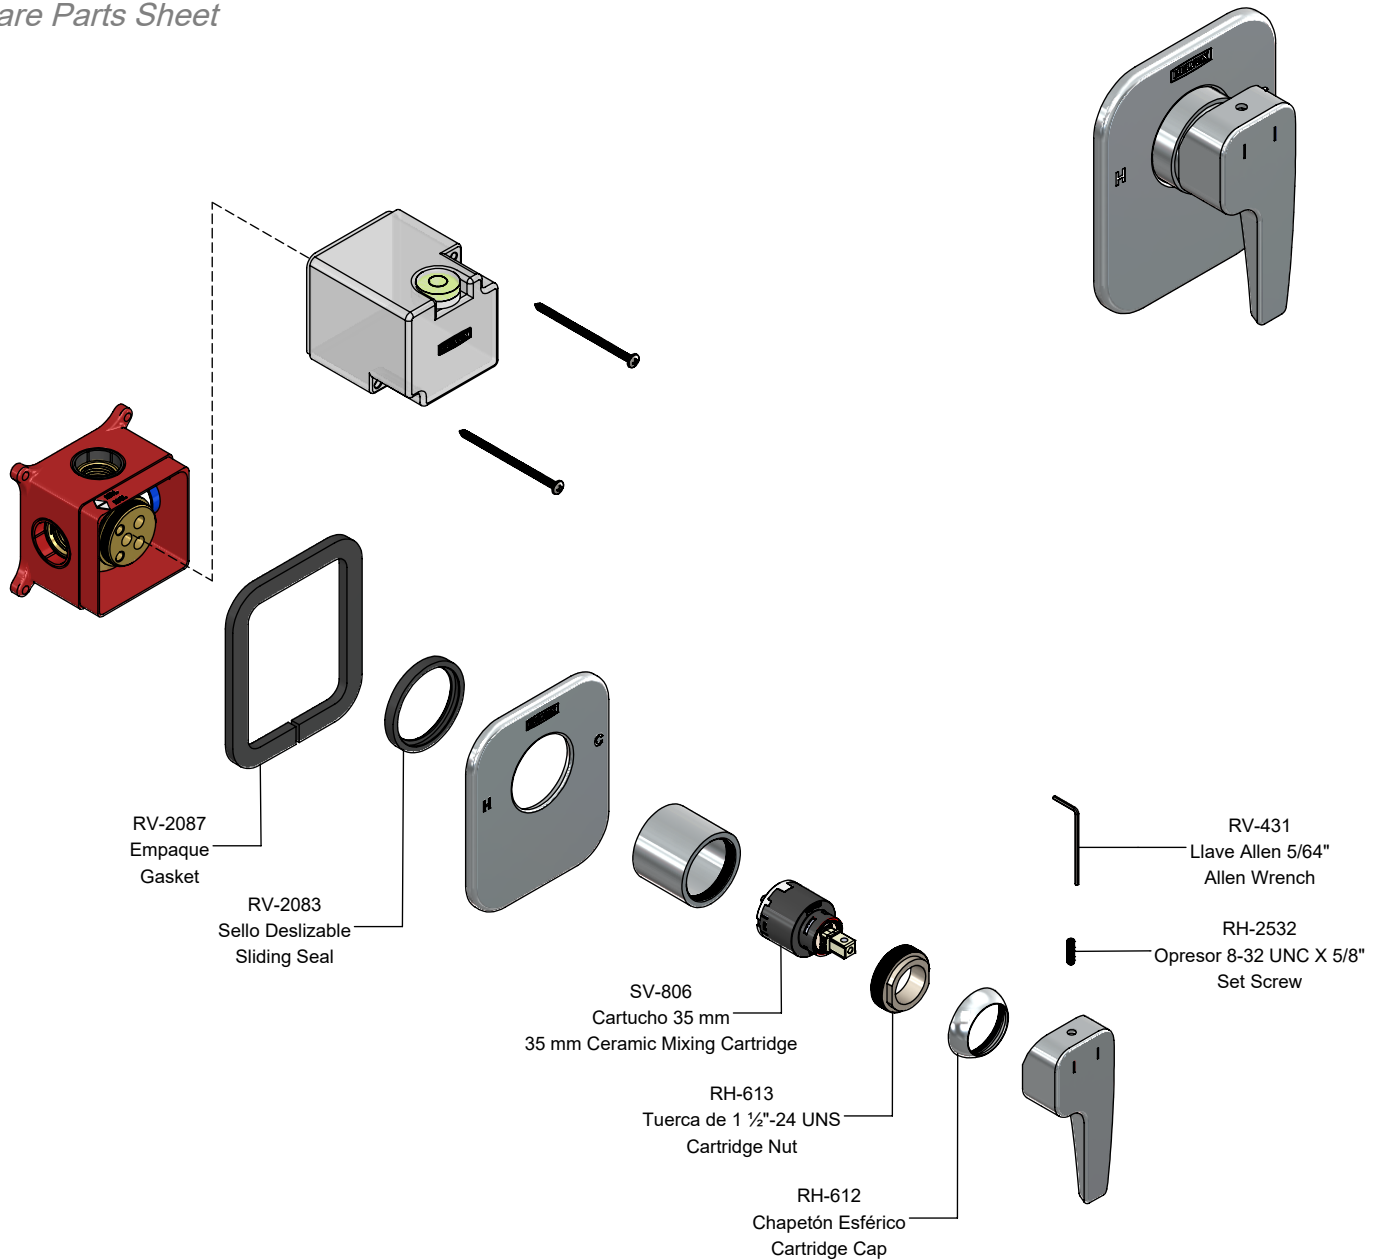 are Parts Sheet
H
H
C
RV-2087
Empaque
Gasket
RV-2083
Sello Deslizable
Sliding Seal
SV-806
Cartucho 35 mm
35 mm Ceramic Mixing Cartridge
RH-613
Tuerca de 1 ½"-24 UNS
Cartridge Nut
RH-612
Chapetón Esférico
Cartridge Cap
RV-431
Llave Allen 5/64"
Allen Wrench
RH-2532
Opresor 8-32 UNC X 5/8"
Set Screw